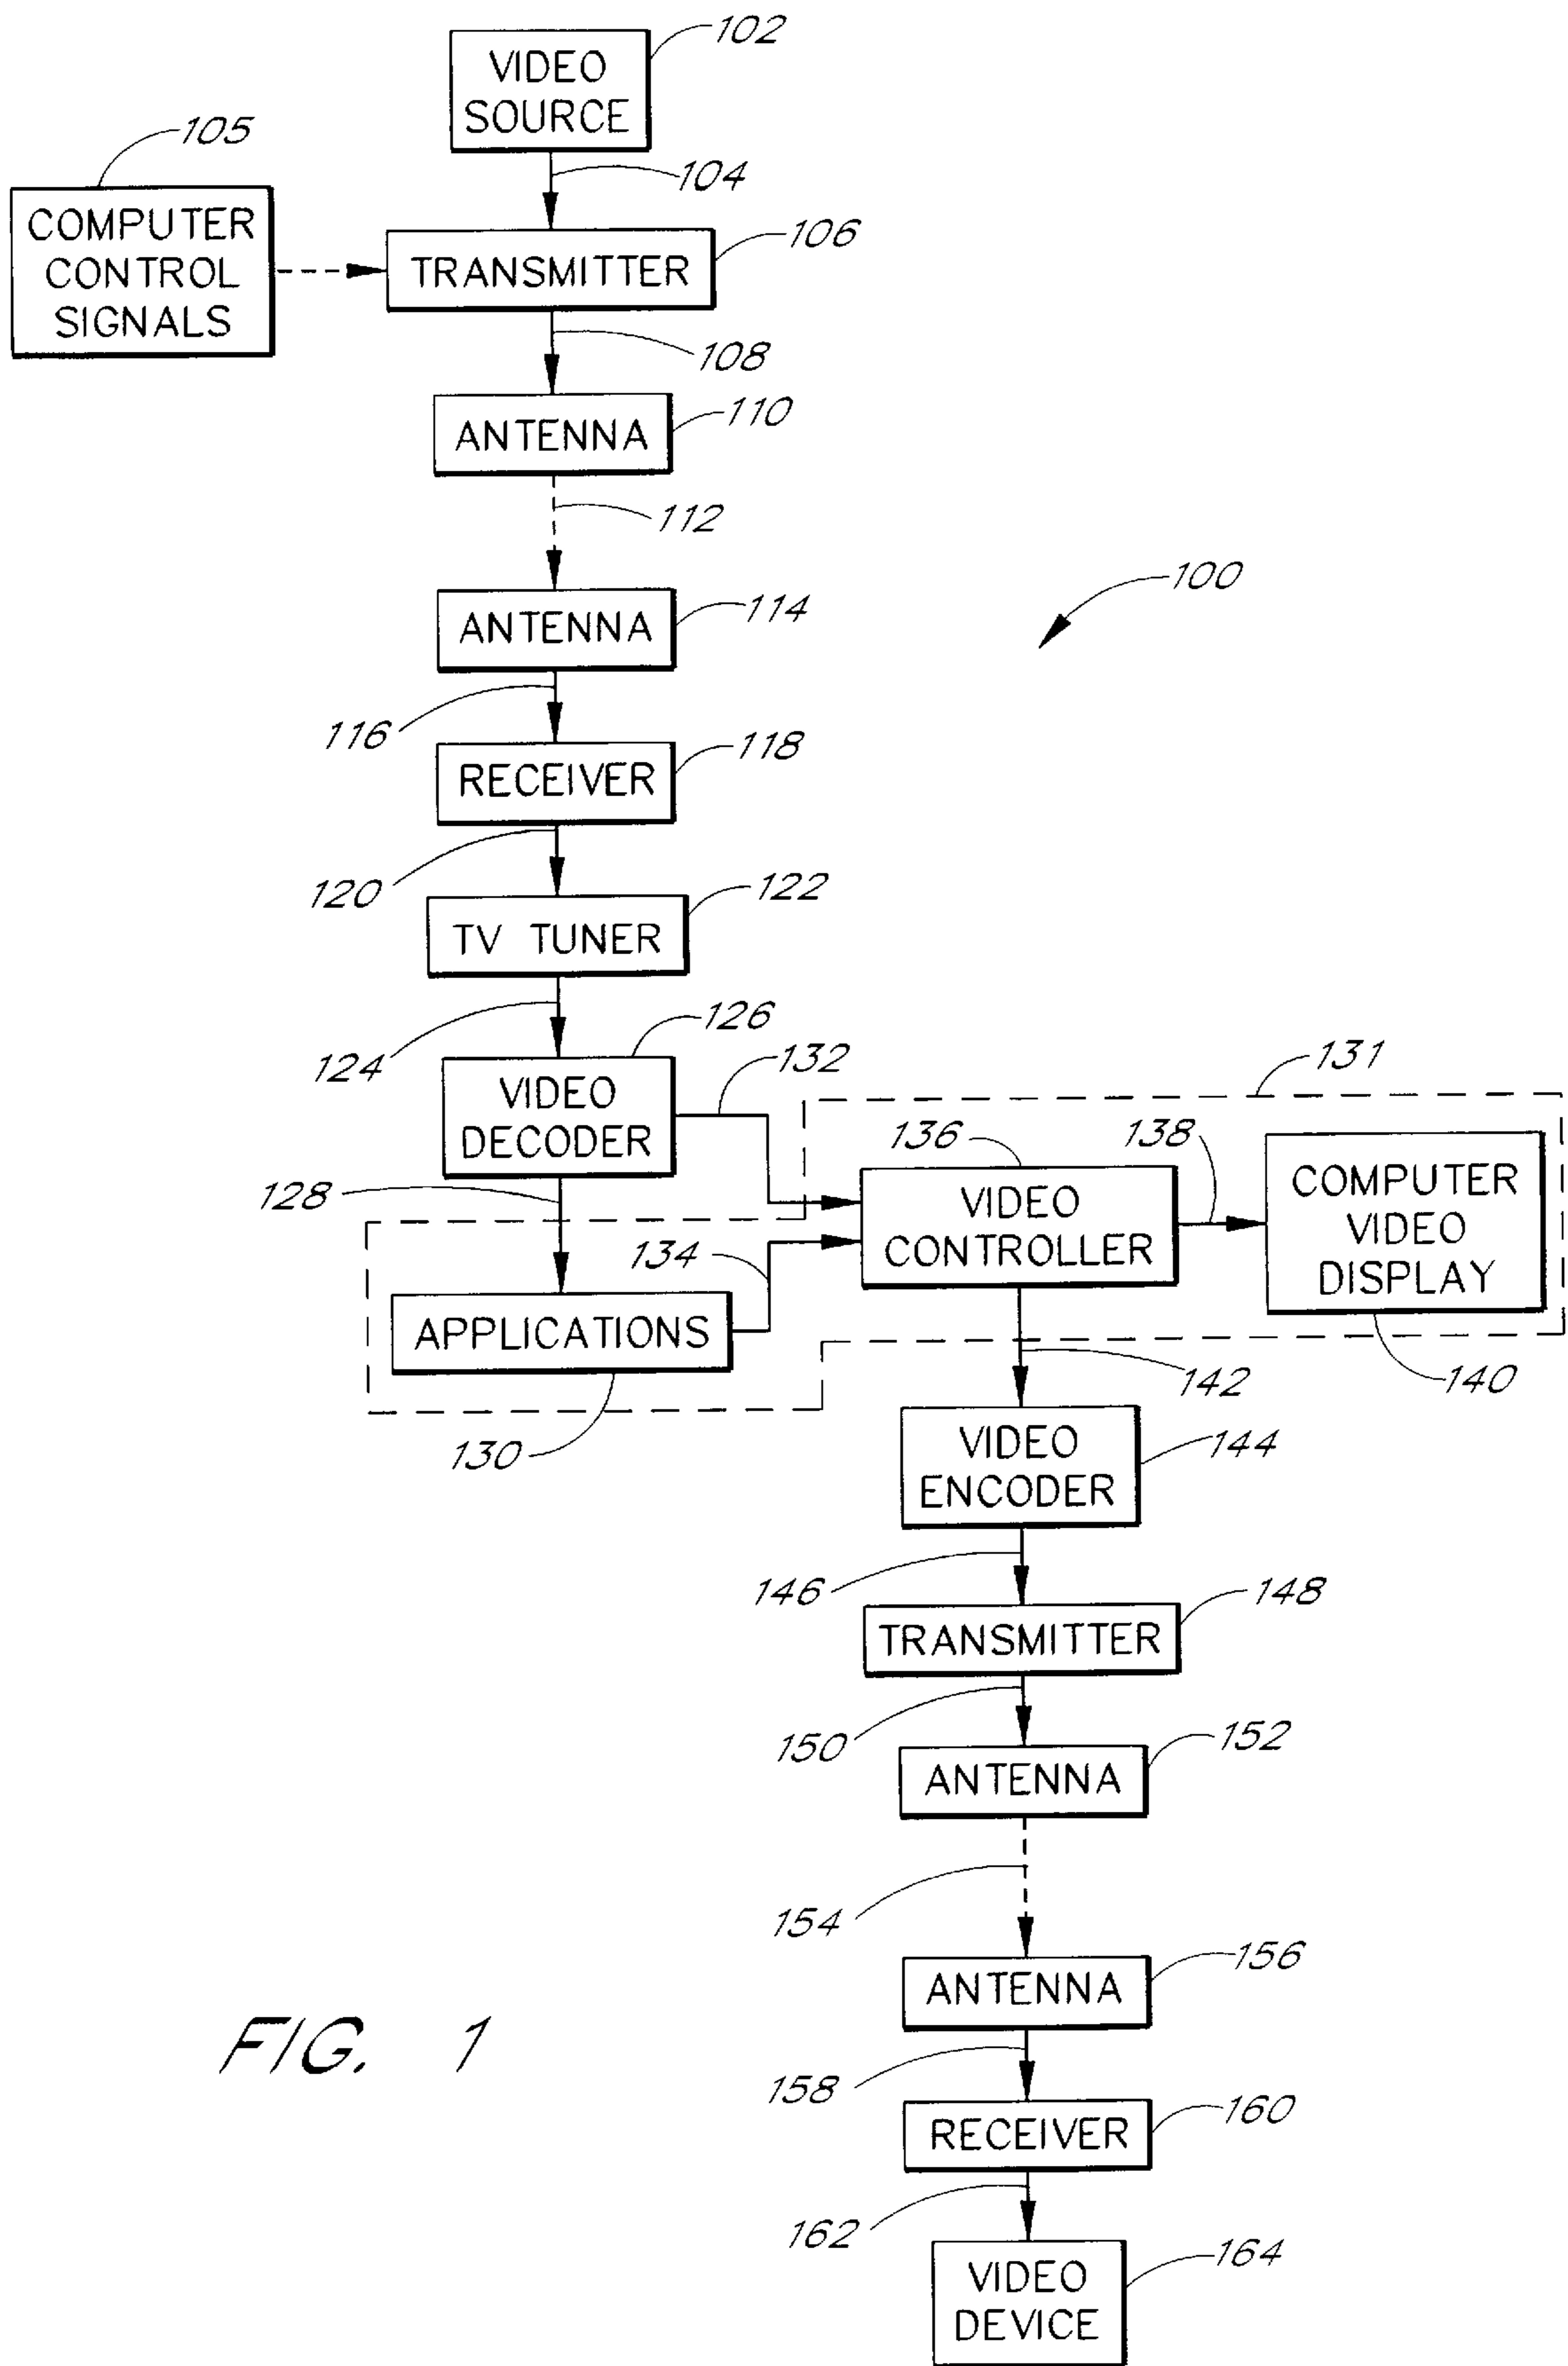 102
VIDEO
SOURCE
104
105
COMPUTER
CONTROL
SIGNALS
106
TRANSMITTER
108
110
ANTENNA
112
100
114
ANTENNA
116
118
RECEIVER
120
122
TV TUNER
124
126
VIDEO
DECODER
132
131
128
136
138
VIDEO
CONTROLLER
COMPUTER
VIDEO
DISPLAY
134
APPLICATIONS
130
142
140
VIDEO
ENCODER
144
146
148
TRANSMITTER
150
152
ANTENNA
154
156
ANTENNA
158
160
RECEIVER
162
164
VIDEO
DEVICE
FIG. 1